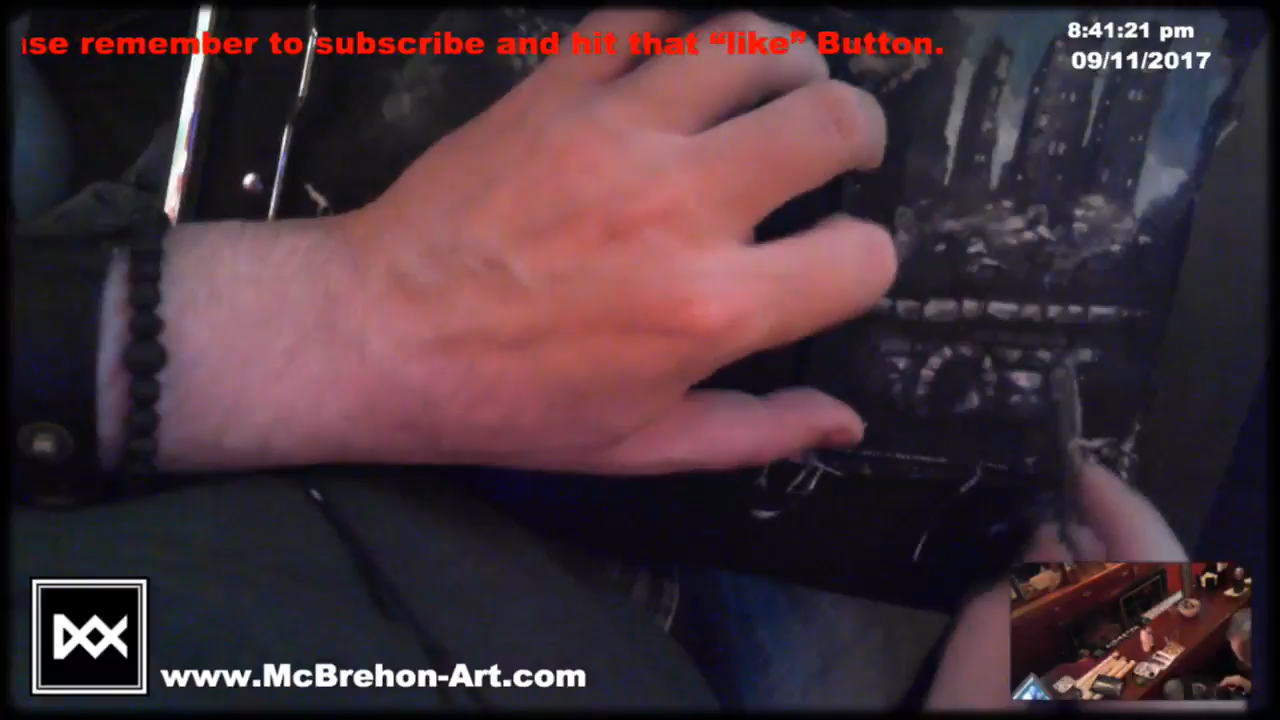 se remember to subscribe and hit that “like” Button.
8:41:21 pm
09/11/2017
www.McBrehon-Art.com